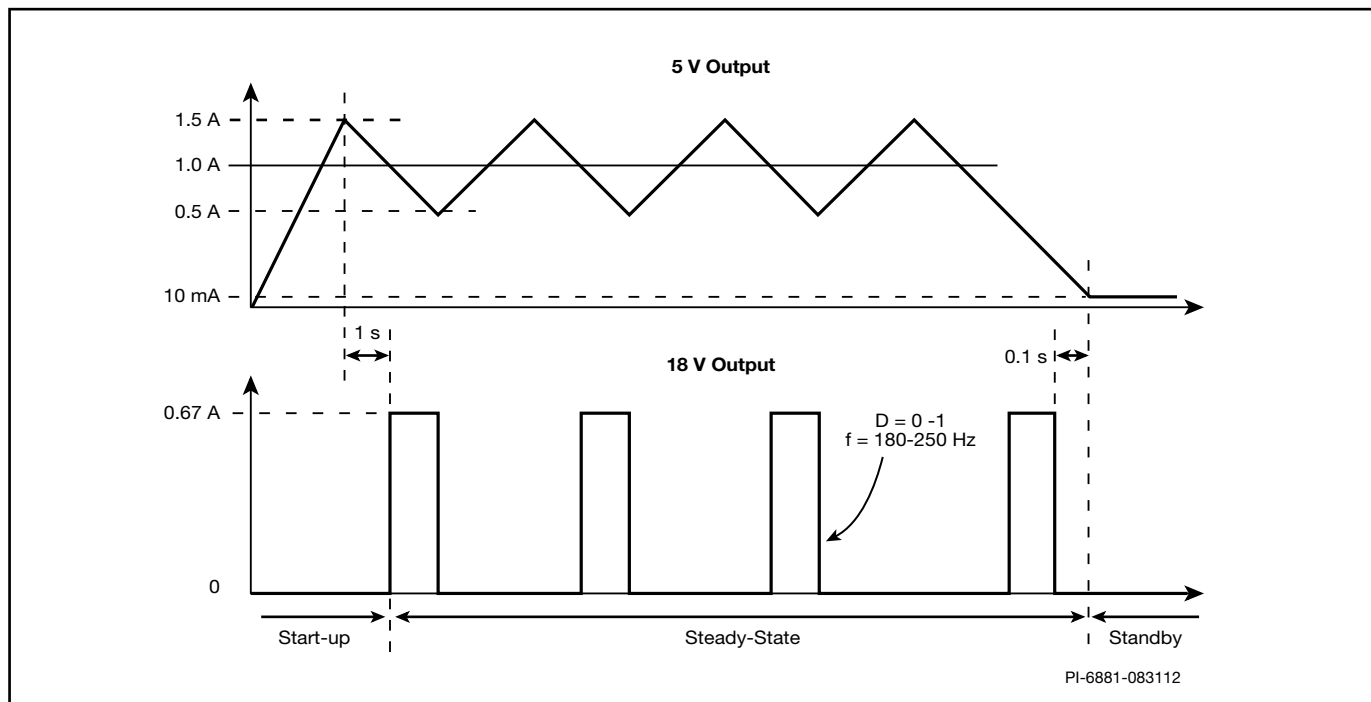 5 V Output
1.5 A
1.0 A
0.5 A
10 mA
1 s
18 V Output
0.1 s
0.67 A
D = 0 -1
f = 180-250 Hz
0
Start-up
Steady-State
Standby
PI-6881-083112